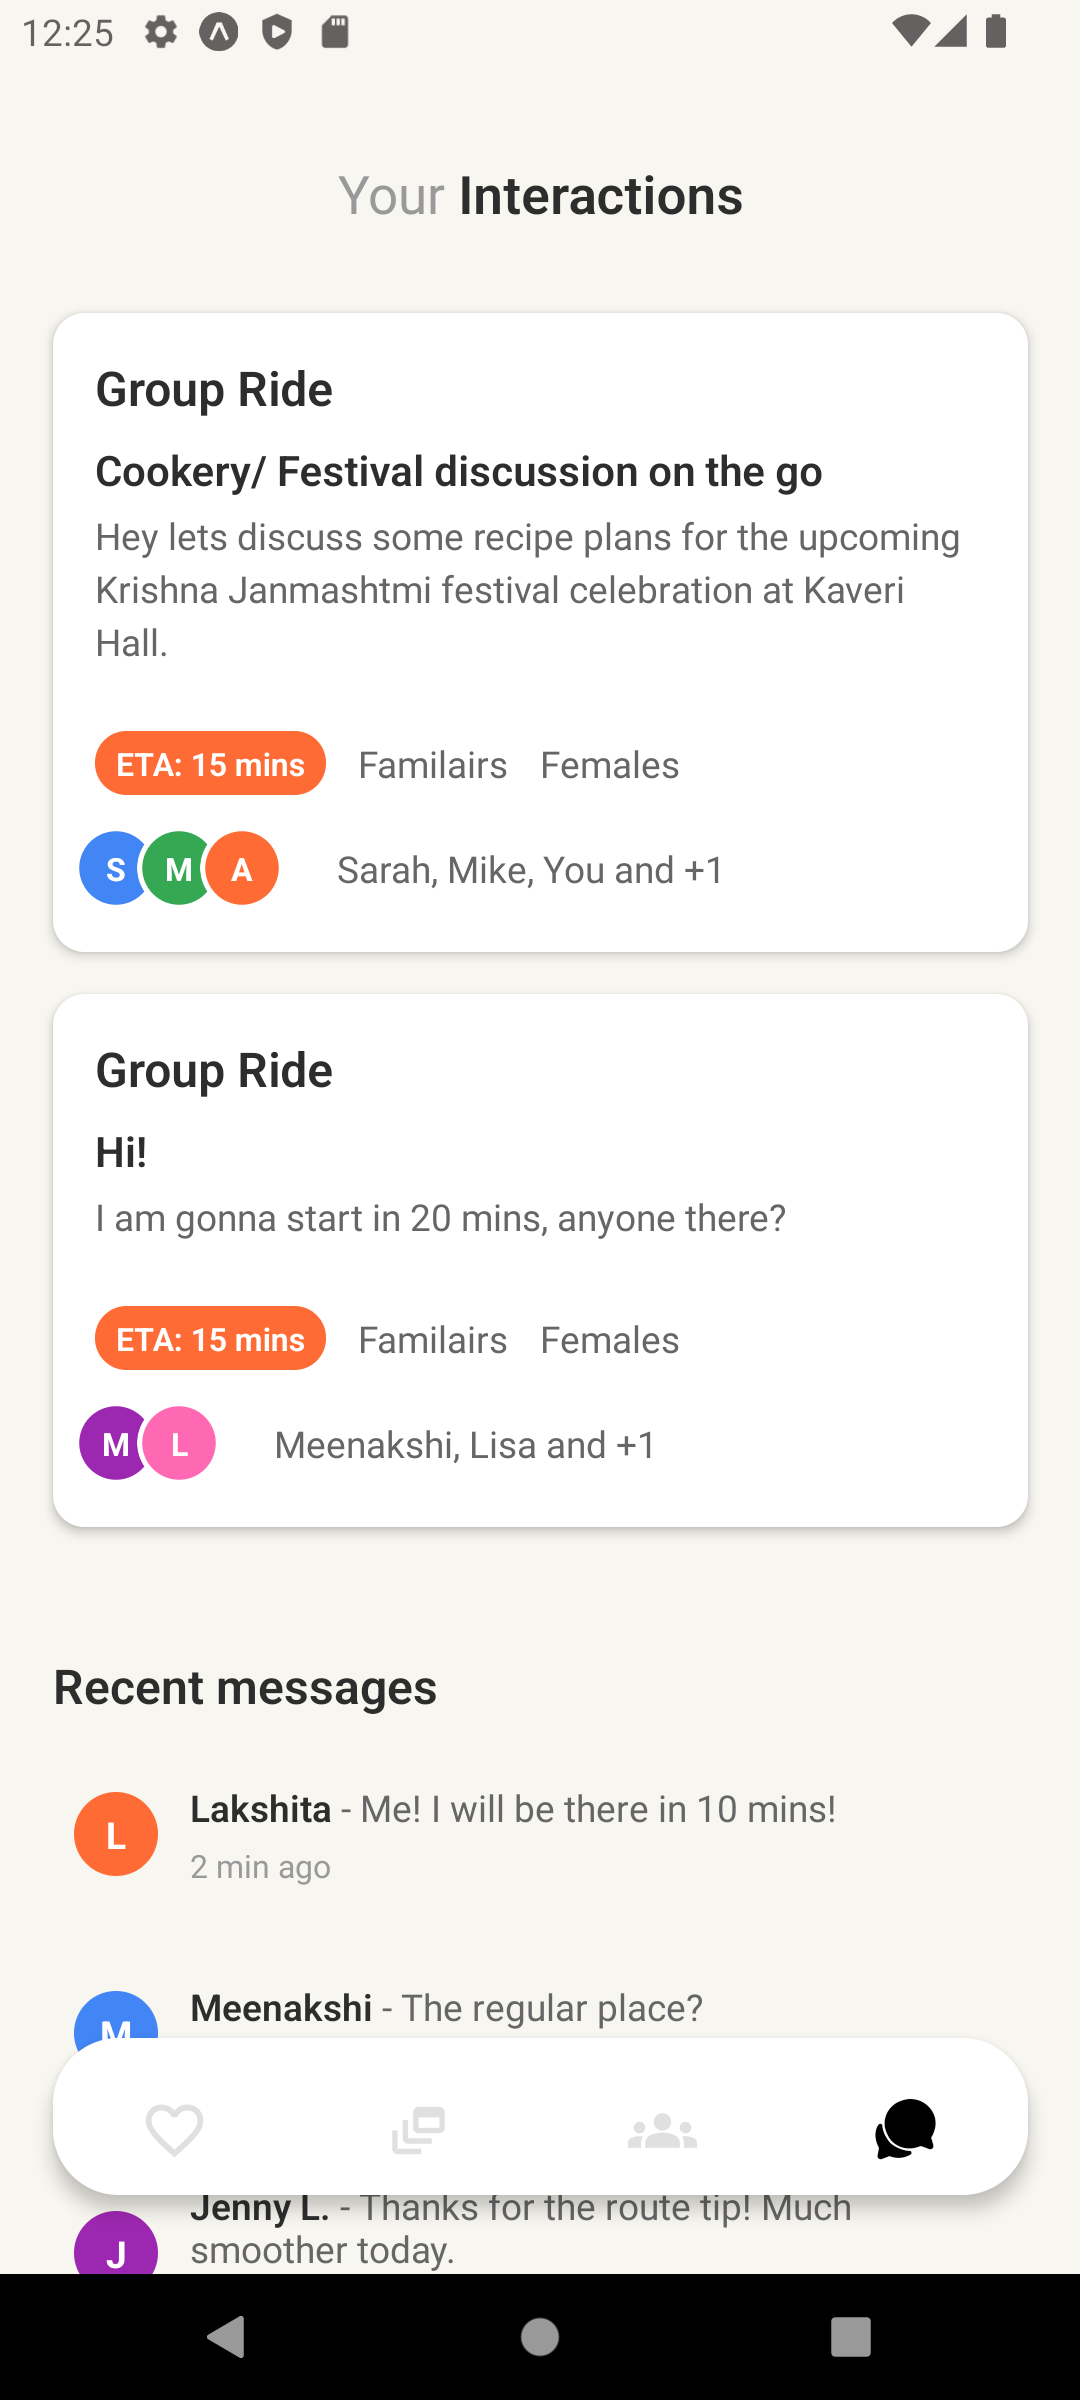 12:25
Your Interactions
Group Ride
Cookery/ Festival discussion on the go
Hey lets discuss some recipe plans for the upcoming
Krishna Janmashtmi festival celebration at Kaveri
Hall.
ETA: 15 mins Familairs Females
S M A Sarah, Mike, You and +1
Group Ride
Hi!
I am gonna start in 20 mins, anyone there?
ETA: 15 mins Familairs Females
M L Meenakshi, Lisa and +1
Recent messages
L Lakshita - Me! I will be there in 10 mins!
2 min ago
M Meenakshi - The regular place?
J Jenny L. - Thanks for the route tip! Much
smoother today.